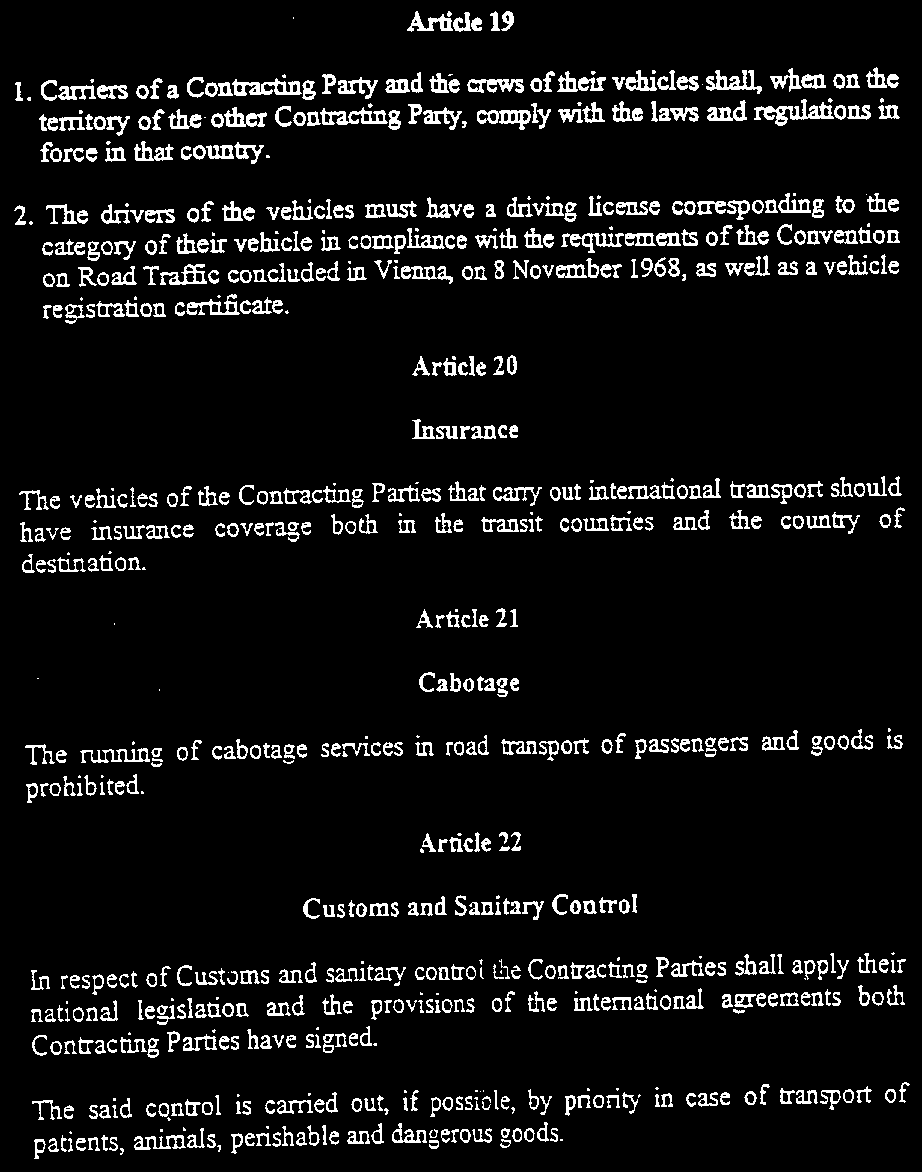 Article 19
1. Carriers of a Contracting Party and the crews of their vehicles shall, when on the
territory of the other Contracting Party, comply with the laws and regulations in
force in that country.
2. The drivers of the vehicles must have a driving license corresponding to the
category of their vehicle in compliance with the requirements of the Convention
on Road Traffic concluded in Vienna, on 8 November 1968, as well as a vehicle
registration certificate.
Article 20
Insurance
The vehicles of the Contracting Parties that carry out international transport should
have insurance coverage both in the transit countries and the country of
destination.
Article 21
Cabotage
The running of cabotage services in road transport of passengers and goods is
prohibited.
Article 22
Customs and Sanitary Control
In respect of Customs and sanitary control the Contracting Parties shall apply their
national legislation and the provisions of the international agreements both
Contracting Parties have signed.
The said control is carried out, if possible, by priority in case of transport of
patients, animals, perishable and dangerous goods.